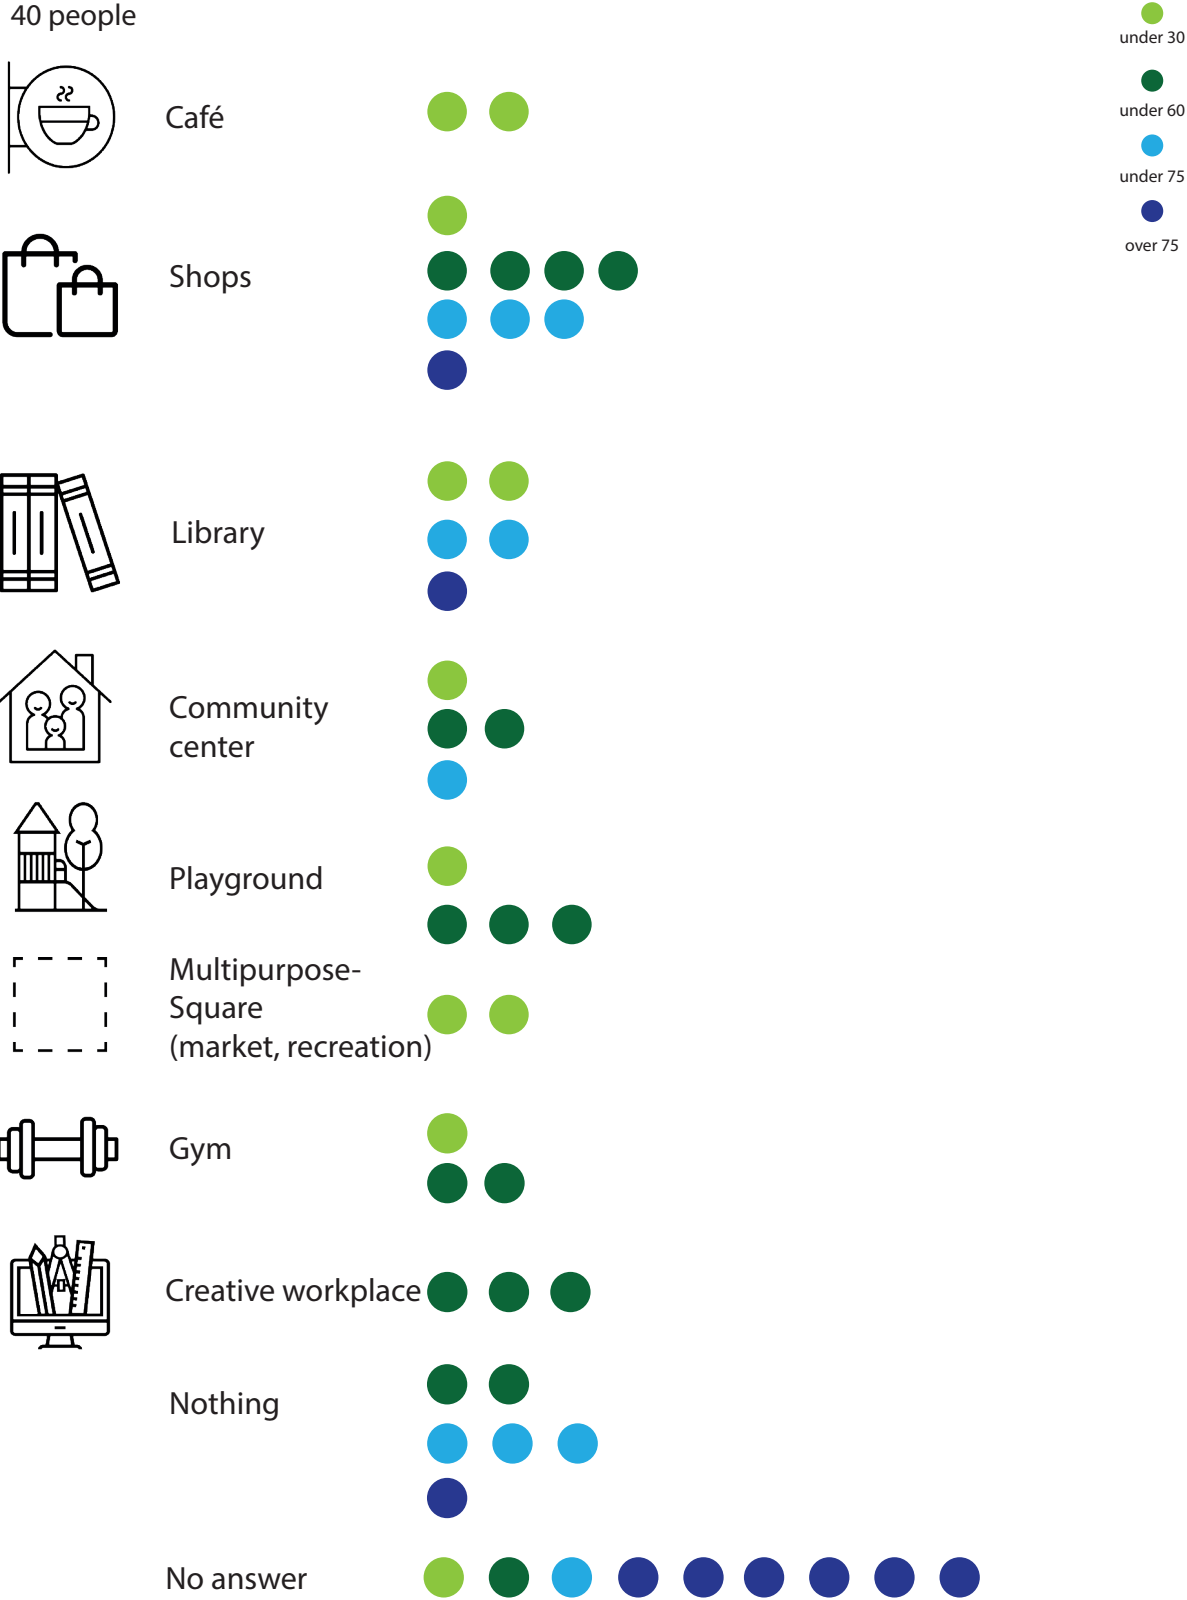 40 people
under 30
under 60
under 75
over 75
Café
Shops
Library
Community
center
Playground
Multipurpose-
Square
(market, recreation)
Gym
Creative workplace
Nothing
No answer